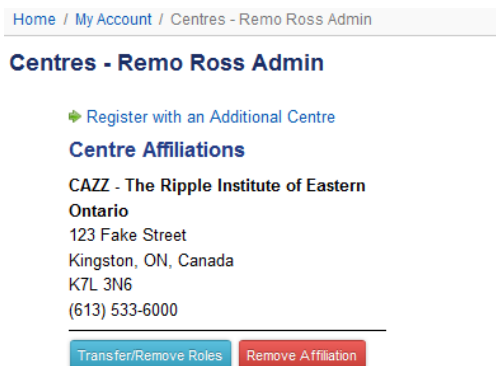 Home / My Account / Centres - Remo Ross Admin
Centres - Remo Ross Admin
Register with an Additional Centre
Centre Affiliations
CAZZ - The Ripple Institute of Eastern
Ontario
123 Fake Street
Kingston, ON, Canada
K7L 3N6
(613) 533-6000
Transfer/Remove Roles Remove Affiliation